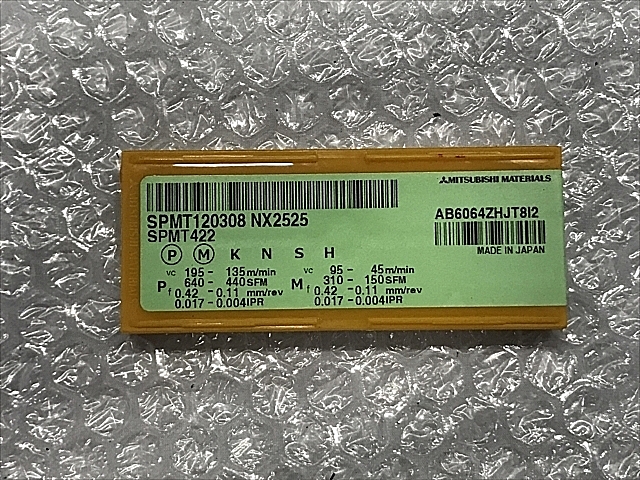 MITSUBISHI MATERIALS
SPMT120308 NX2525
SPMT422
AB6064ZHJT8I2
MADE IN JAPAN
P M K N S H
P vc 195 - 135 m/min
640 - 440 SFM
f 0.42 - 0.11 mm/rev
0.017 - 0.004 IPR
M vc 95 - 45 m/min
310 - 150 SFM
f 0.42 - 0.11 mm/rev
0.017 - 0.004 IPR